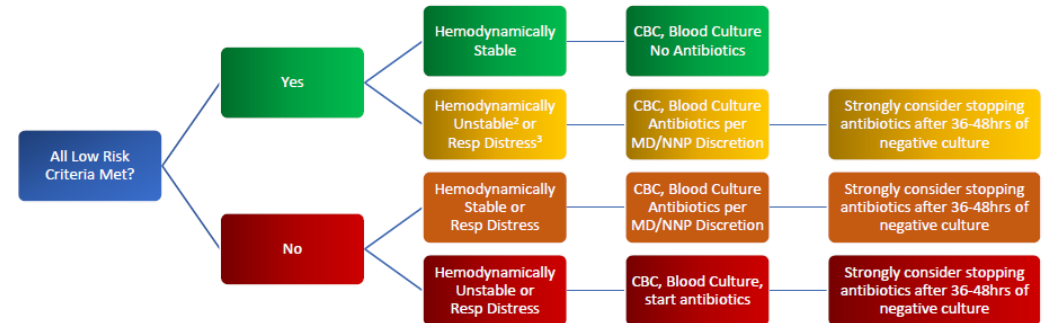 All Low Risk
Criteria Met?
Yes
Hemodynamically
Stable
CBC, Blood Culture
No Antibiotics
Hemodynamically
Unstable² or
Resp Distress³
CBC, Blood Culture
Antibiotics per
MD/NNP Discretion
Strongly consider stopping
antibiotics after 36-48hrs of
negative culture
No
Hemodynamically
Stable or
Resp Distress
CBC, Blood Culture
Antibiotics per
MD/NNP Discretion
Strongly consider stopping
antibiotics after 36-48hrs of
negative culture
Hemodynamically
Unstable or
Resp Distress
CBC, Blood Culture,
start antibiotics
Strongly consider stopping
antibiotics after 36-48hrs of
negative culture